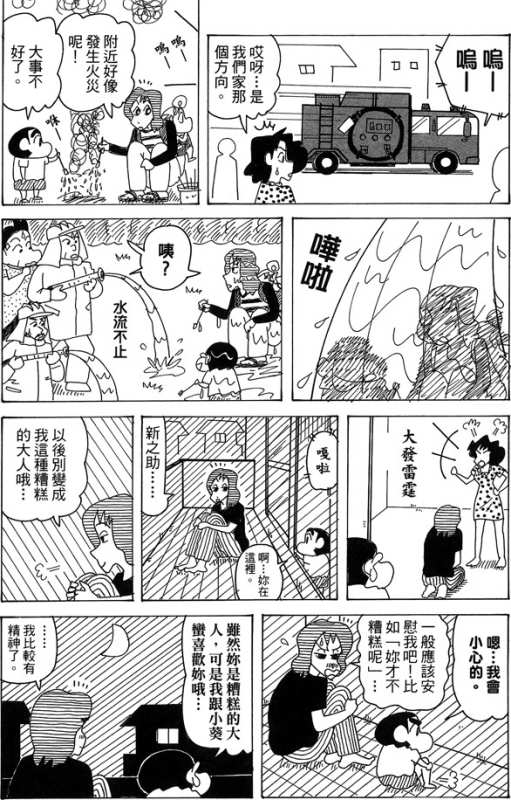 嗚—
嗚—
哎呀…是
我們家那
個方向。
嗚—
嗚—
附近好像
發生火災
呢！
大事不
好了。
咻—
嘩啦
咦？
水流不止
大發雷霆
嘎啦
啊…妳在
這裡。
新之助……
以後別變成
我這種糟糕
的大人哦…
嗯…我會
小心的。
一般應該安
慰我吧！比
如「妳才不
糟糕呢」…
雖然妳是糟糕的大
人，可是我跟小葵
蠻喜歡妳哦…
我比較有
精神了。